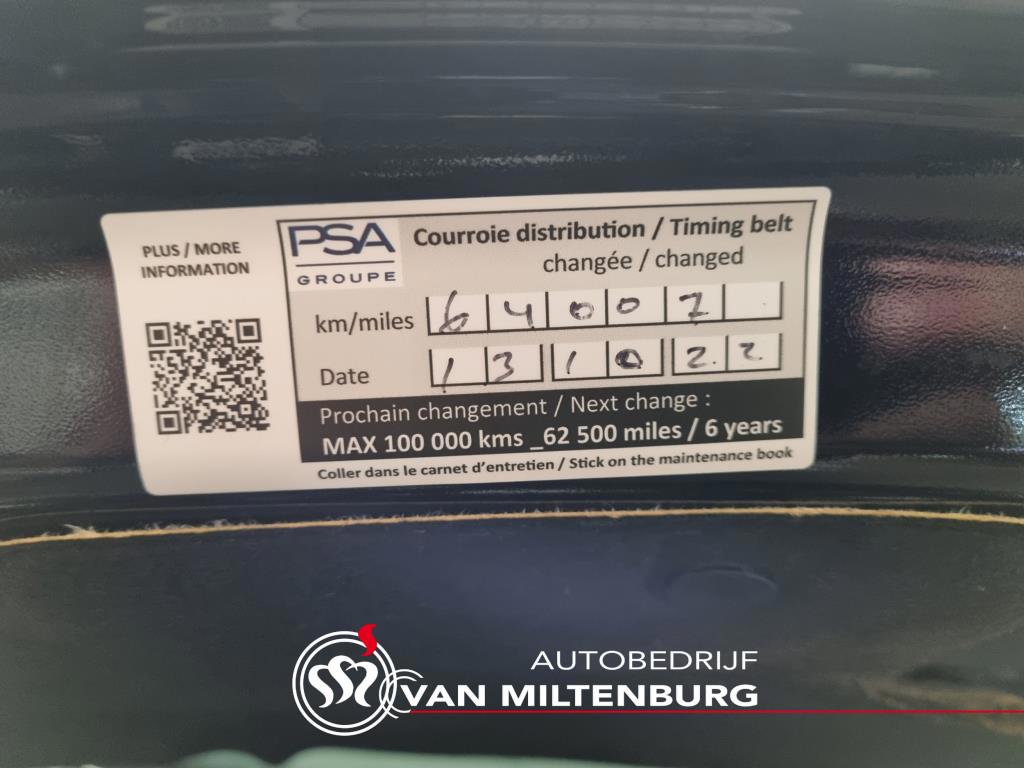 PLUS / MORE
INFORMATION
PSA
GROUPE
Courroie distribution / Timing belt
changée / changed
km/miles 64007
Date 13 10 22
Prochain changement / Next change :
MAX 100 000 kms _62 500 miles / 6 years
Coller dans le carnet d'entretien / Stick on the maintenance book
AUTOBEDRIJF
VAN MILTENBURG